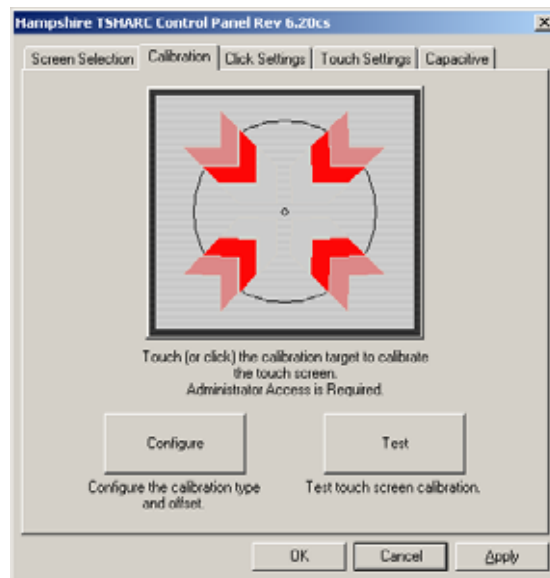 Hampshire TSHARC Control Panel Rev 6.20cs
Screen Selection Calibration Click Settings Touch Settings Capacitive
Touch (or click) the calibration target to calibrate
the touch screen.
Administrator Access is Required.
Configure Test
Configure the calibration type Test touch screen calibration.
and offset.
OK Cancel Apply